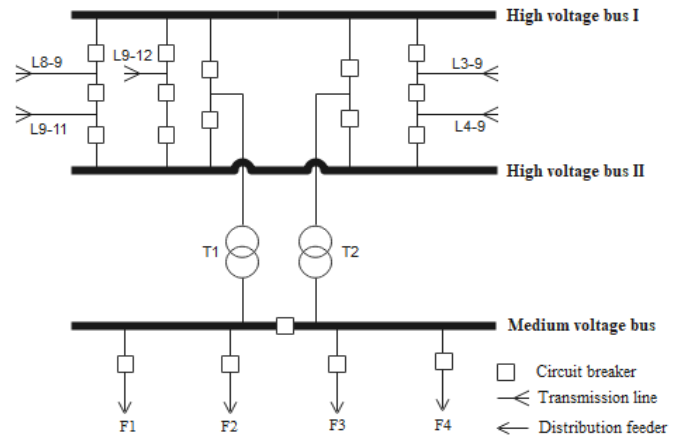 High voltage bus I
L8-9
L9-12
L3-9
L9-11
L4-9
High voltage bus II
T1
T2
Medium voltage bus
Circuit breaker
Transmission line
F1
F2
F3
F4
Distribution feeder